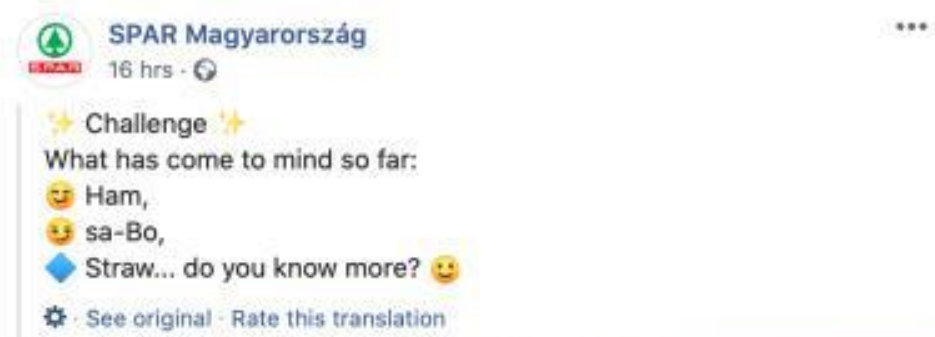 SPAR
SPAR Magyarország
16 hrs ·
✨ Challenge ✨
What has come to mind so far:
😏 Ham,
😏 sa-Bo,
🔷 Straw... do you know more? 🙂
· See original · Rate this translation